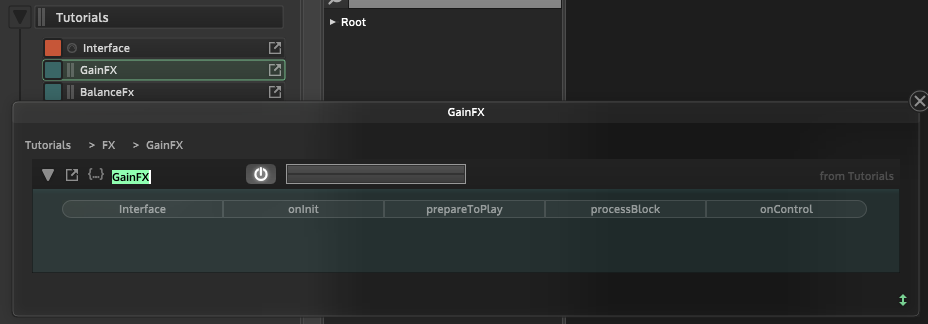 Tutorials
Root
Interface
GainFX
BalanceFx
GainFX
Tutorials > FX > GainFX
{...} GainFX from Tutorials
Interface onInit prepareToPlay processBlock onControl